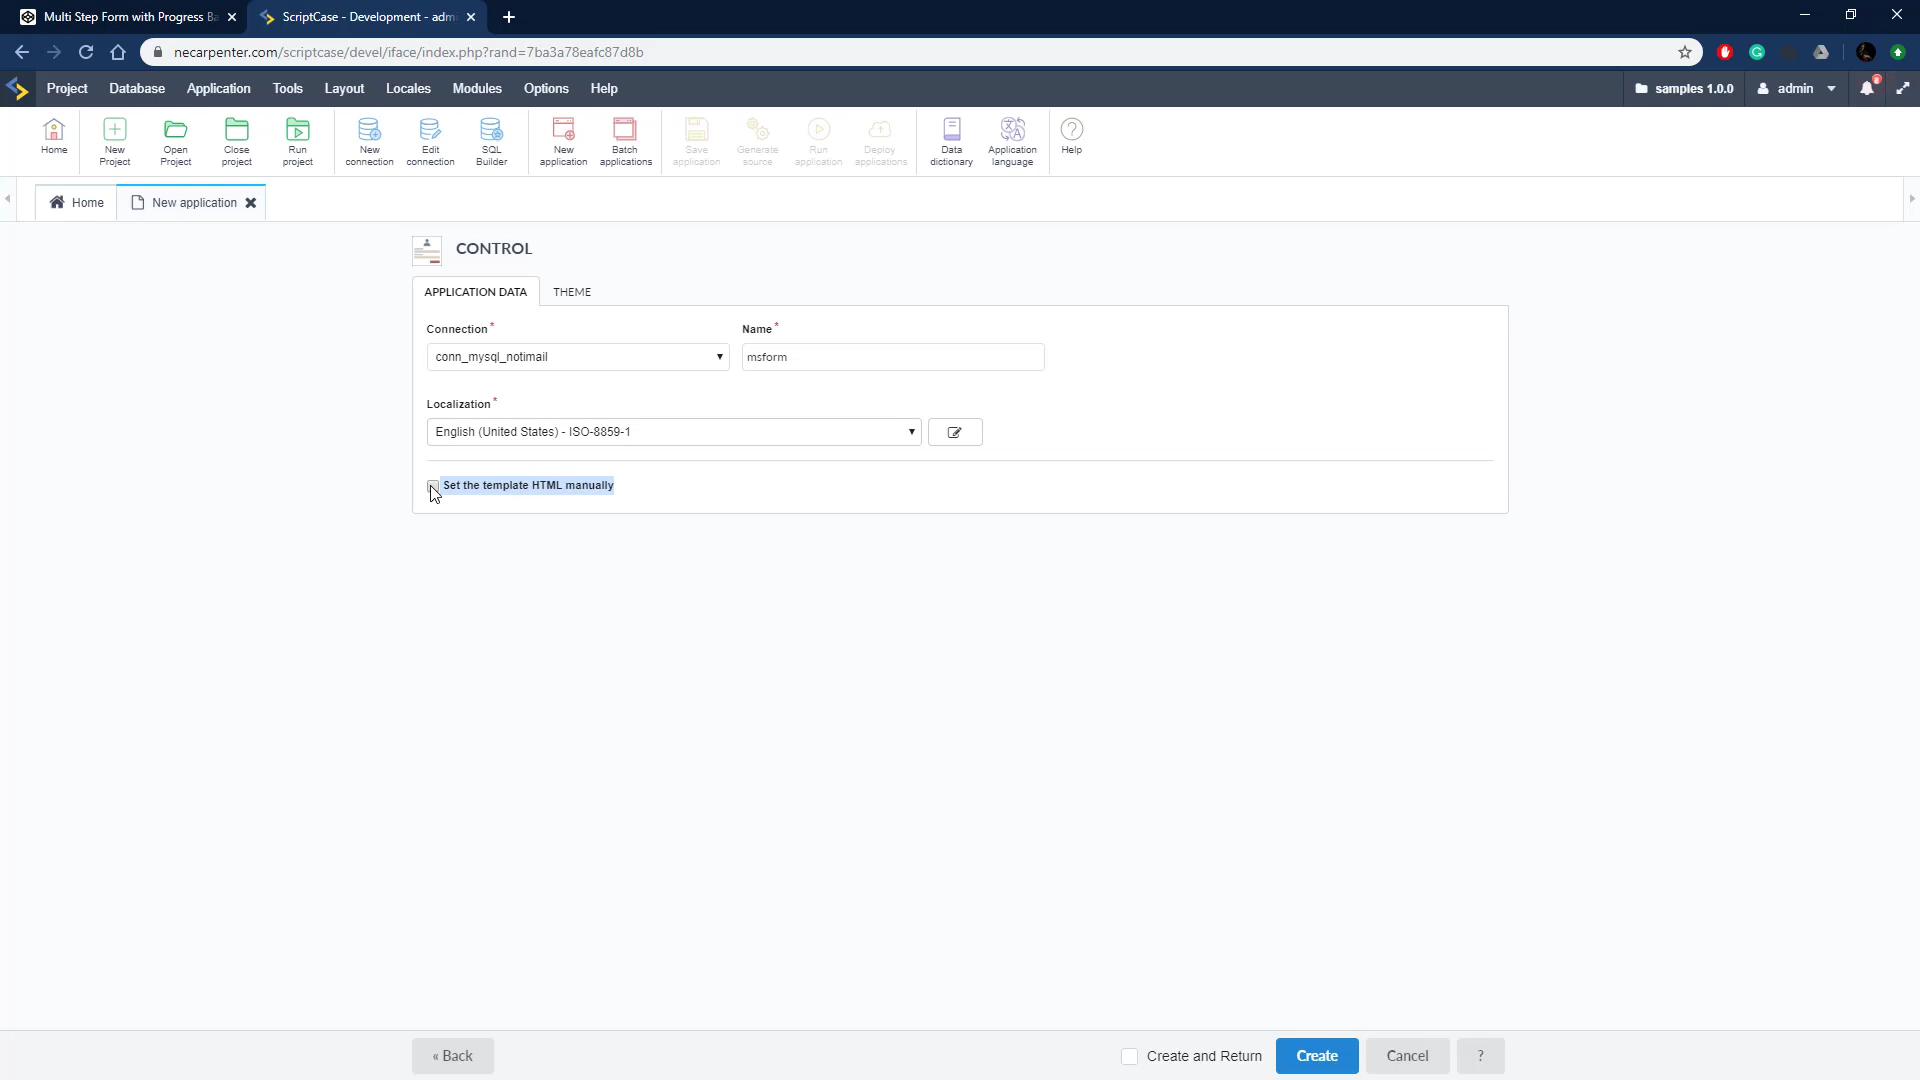 Multi Step Form with Progress Ba
ScriptCase - Development - adm
necarpenter.com/scriptcase/devel/iface/index.php?rand=7ba3a78eafc87d8b
Project Database Application Tools Layout Locales Modules Options Help
samples 1.0.0 admin
Home
New Project
Open Project
Close project
Run project
New connection
Edit connection
SQL Builder
New application
Batch applications
Save application
Generate source
Run application
Deploy applications
Data dictionary
Application language
Help
Home
New application
CONTROL
APPLICATION DATA THEME
Connection * Name *
conn_mysql_notimail msform
Localization *
English (United States) - ISO-8859-1
Set the template HTML manually
« Back Create and Return Create Cancel ?